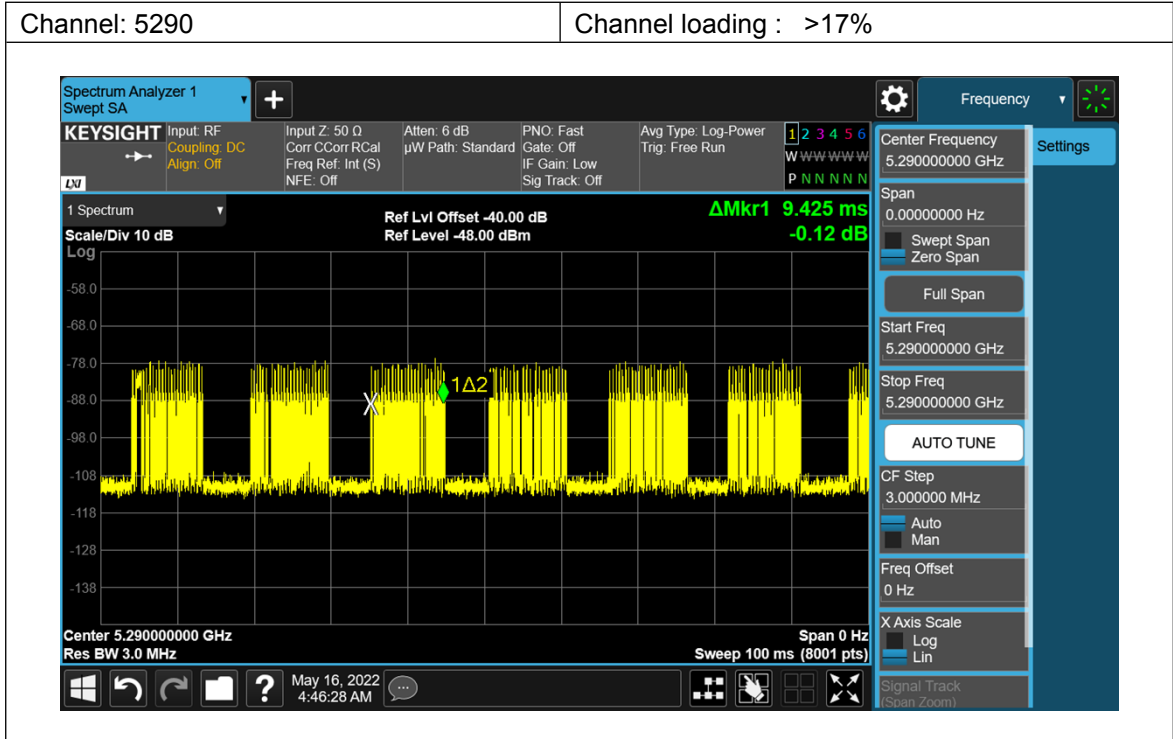 Channel: 5290
Channel loading : >17%
Spectrum Analyzer 1
Swept SA
Frequency
KEYSIGHT
LXI
Input: RF
Coupling: DC
Align: Off
Input Z: 50 Ω
Corr CCorr RCal
Freq Ref: Int (S)
NFE: Off
Atten: 6 dB
µW Path: Standard
PNO: Fast
Gate: Off
IF Gain: Low
Sig Track: Off
Avg Type: Log-Power
Trig: Free Run
1 2 3 4 5 6
W W W W W W
P N N N N N
Center Frequency
5.290000000 GHz
Settings
1 Spectrum
Scale/Div 10 dB
Ref Lvl Offset -40.00 dB
Ref Level -48.00 dBm
ΔMkr1 9.425 ms
-0.12 dB
Log
-58.0
-68.0
-78.0
-88.0
-98.0
-108
-118
-128
-138
X
1Δ2
Span
0.00000000 Hz
Swept Span
Zero Span
Full Span
Start Freq
5.290000000 GHz
Stop Freq
5.290000000 GHz
AUTO TUNE
CF Step
3.000000 MHz
Auto
Man
Freq Offset
0 Hz
X Axis Scale
Log
Lin
Signal Track
(Span Zoom)
Center 5.290000000 GHz
Res BW 3.0 MHz
Span 0 Hz
Sweep 100 ms (8001 pts)
?
May 16, 2022
4:46:28 AM